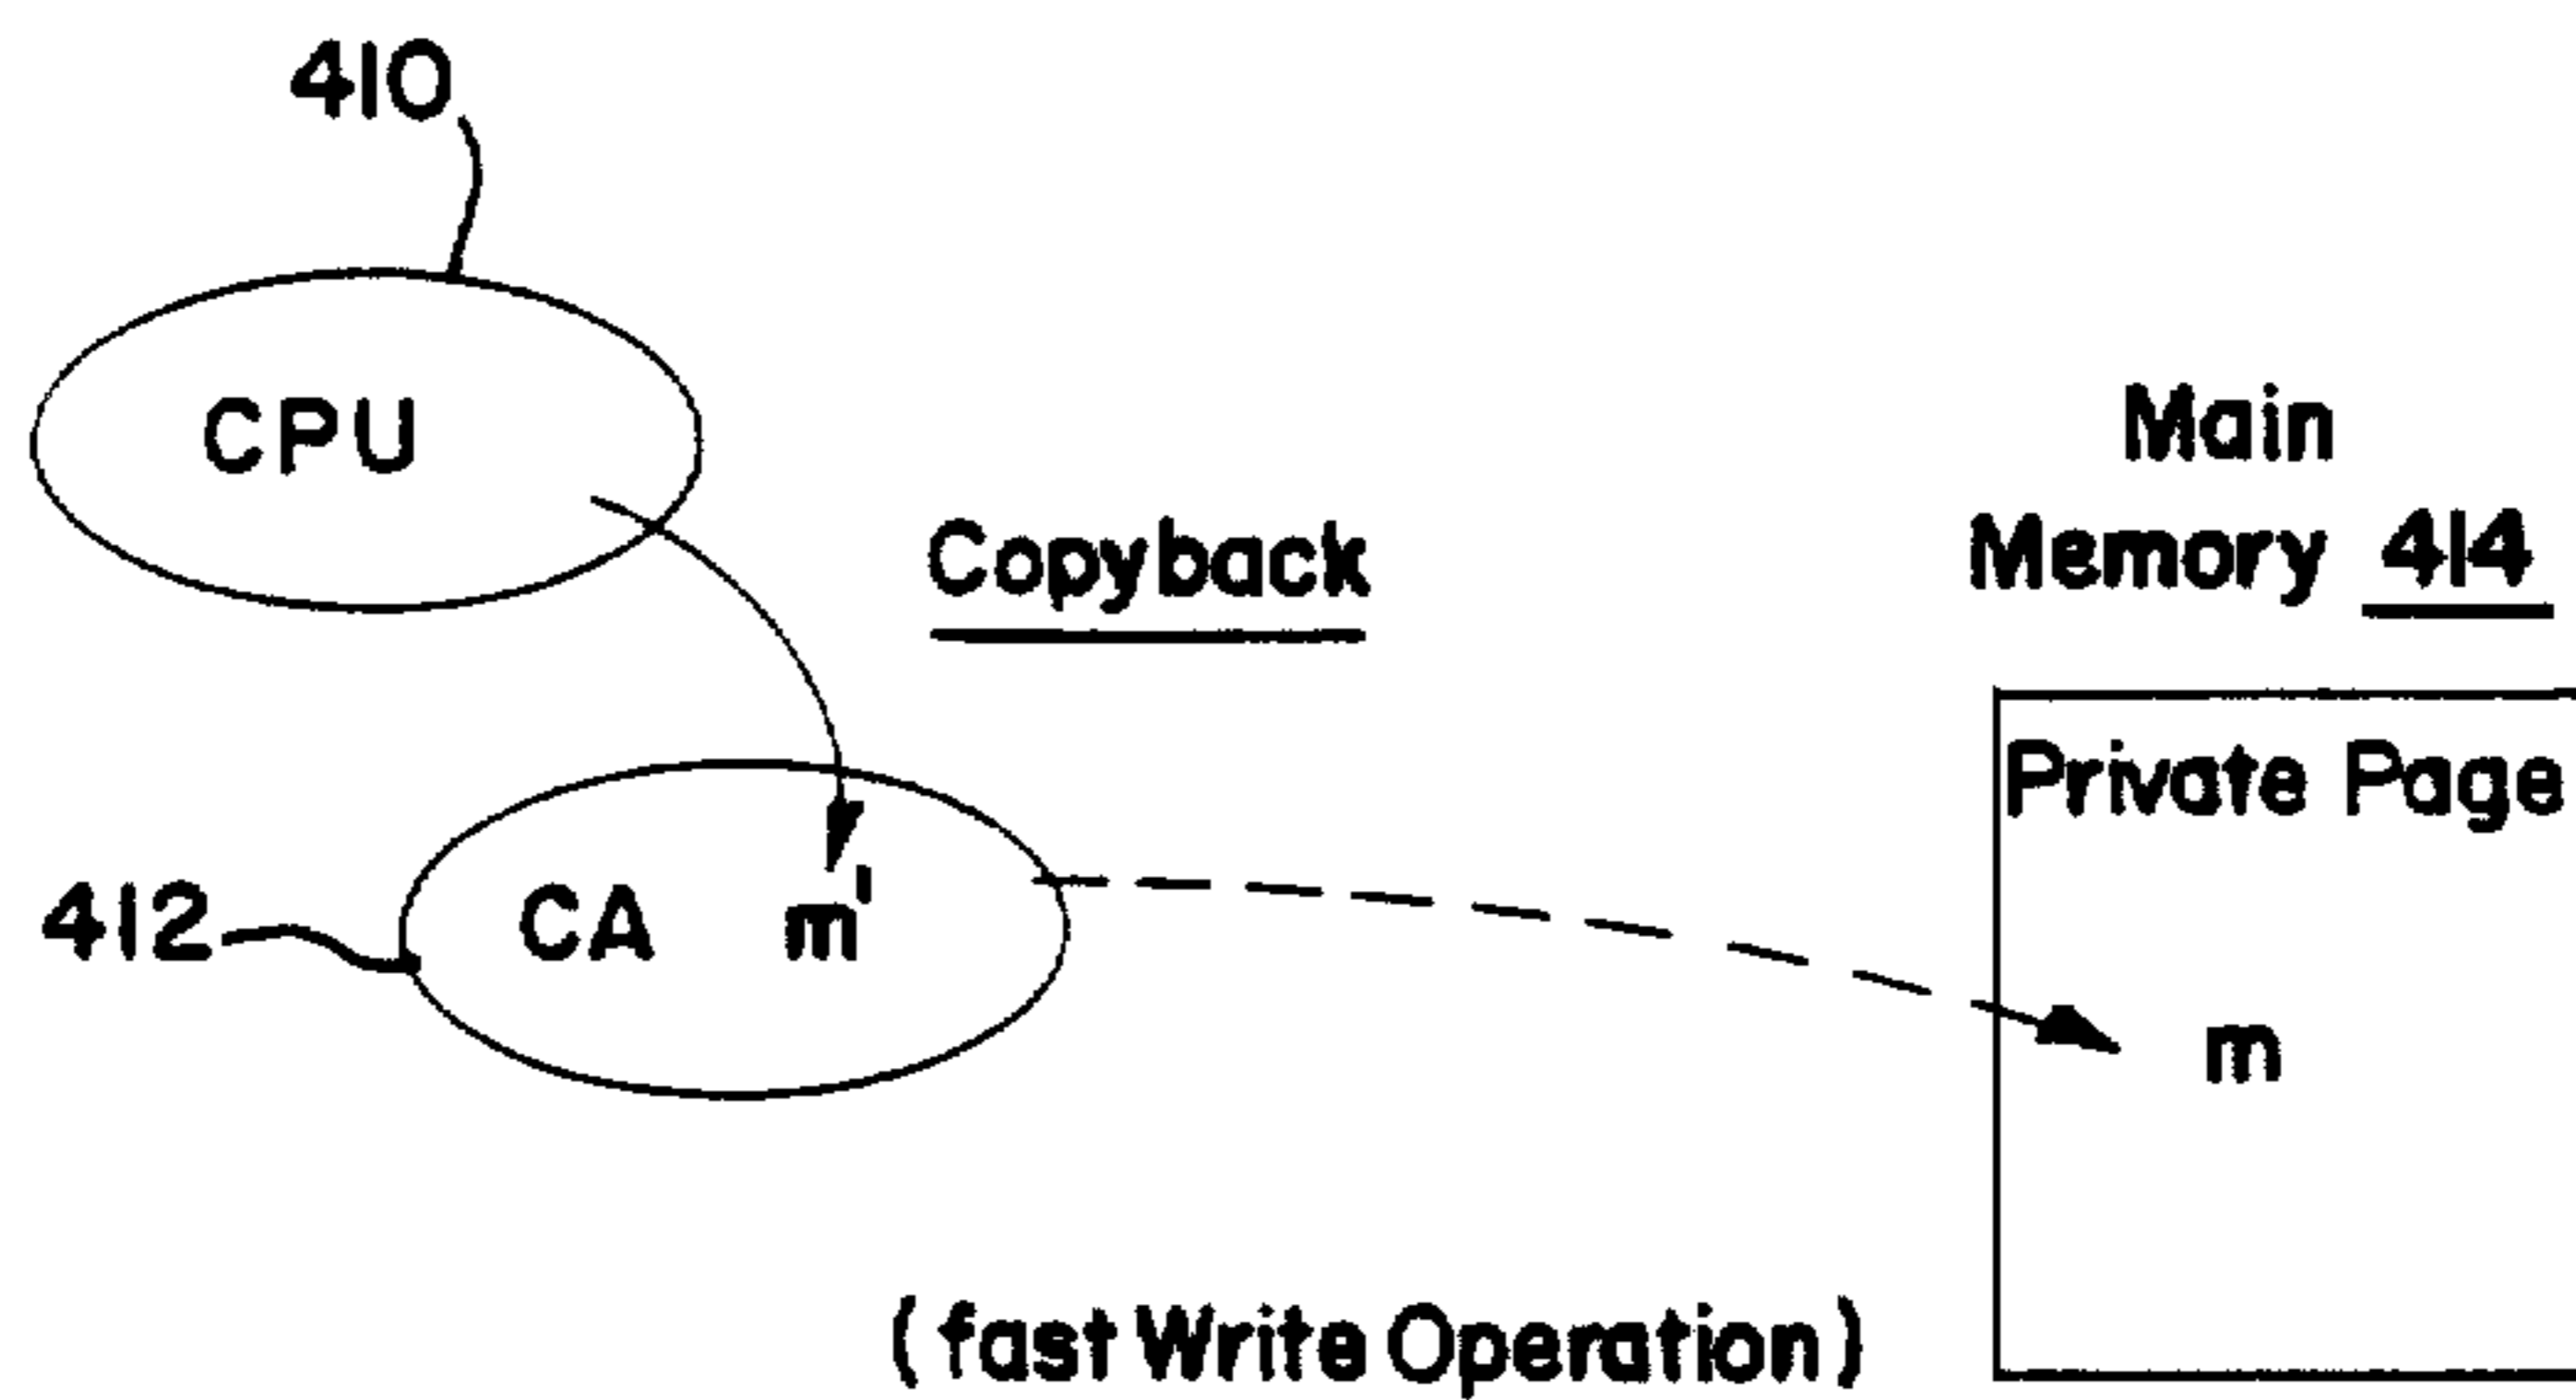 410
CPU
Main
Copyback
Memory 414
Private Page
412
CA m'
m
(fast Write Operation)